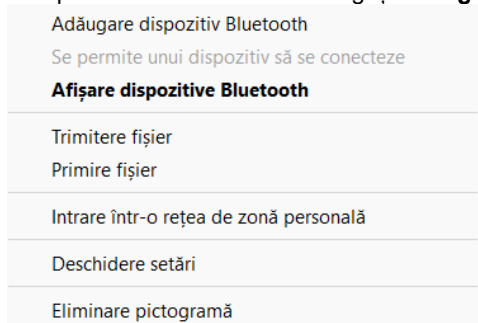 Adăugare dispozitiv Bluetooth
Se permite unui dispozitiv să se conecteze
Afișare dispozitive Bluetooth
Trimitere fișier
Primire fișier
Intrare într-o rețea de zonă personală
Deschidere setări
Eliminare pictogramă